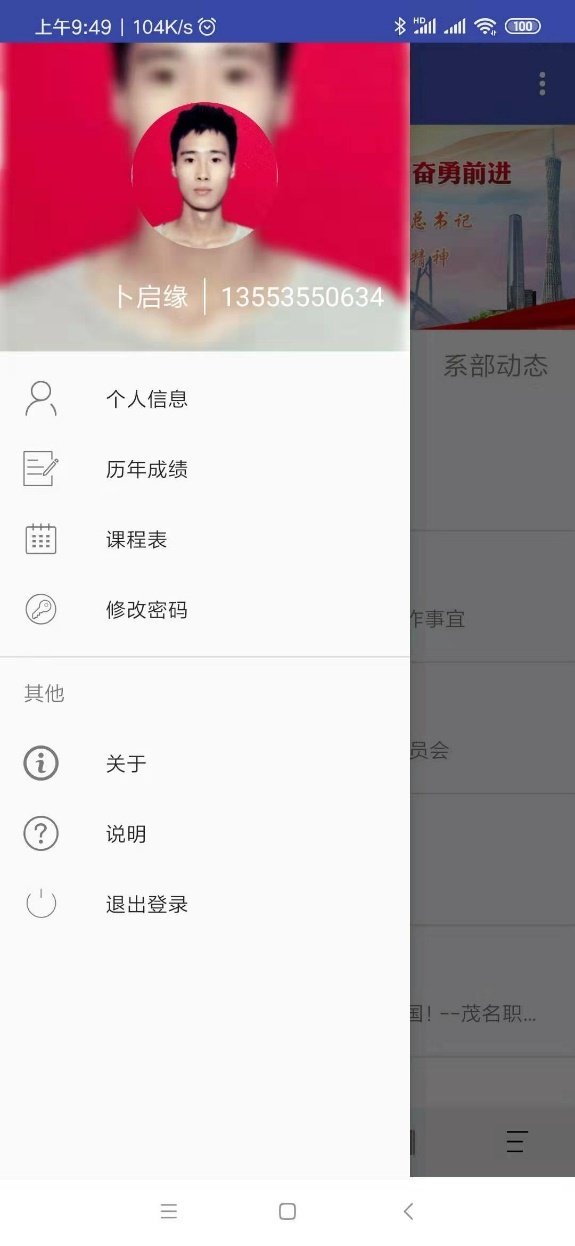 上午9:49 | 104K/s
HD
100
奋勇前进
总书记
精神
卜启缘 | 13553550634
系部动态
个人信息
历年成绩
课程表
作事宜
修改密码
其他
员会
关于
说明
退出登录
国！--茂名职...